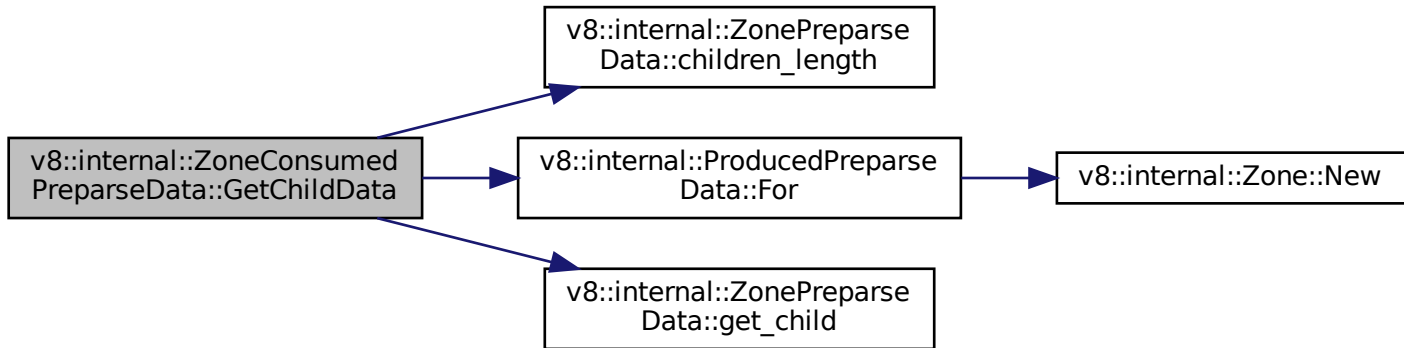 v8::internal::ZonePreparse
Data::children_length
v8::internal::ZoneConsumed
PreparseData::GetChildData
v8::internal::ProducedPreparse
Data::For
v8::internal::Zone::New
v8::internal::ZonePreparse
Data::get_child